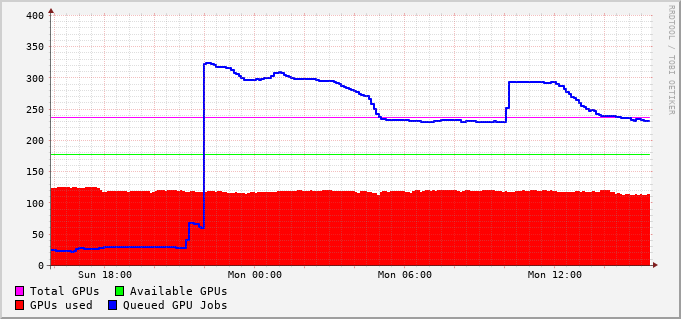 400
350
300
250
200
150
100
50
0
Sun 18:00 Mon 00:00 Mon 06:00 Mon 12:00
Total GPUs Available GPUs
GPUs used Queued GPU Jobs
RRDTOOL / TOBI OETIKER